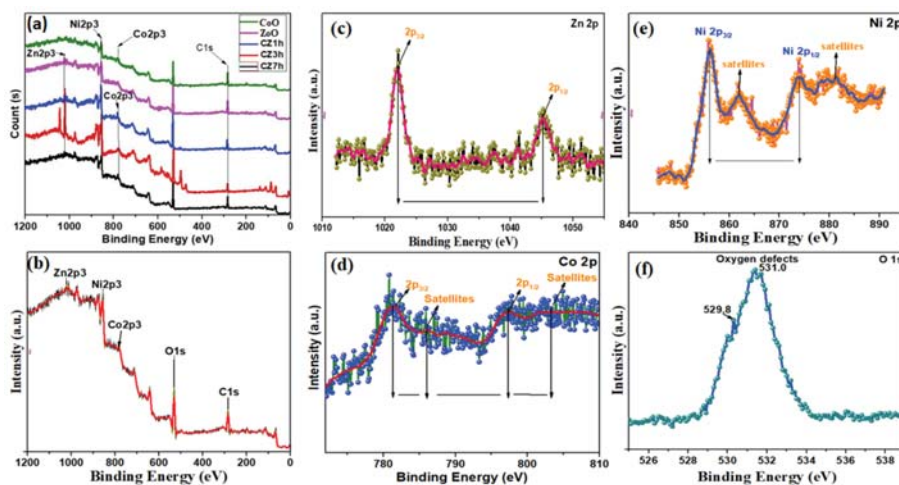 (a)
Ni2p3
Co2p3
Zn2p3
C1s
Co2p3
CoO
ZnO
CZ1h
CZ3h
CZ7h
Count (s)
1200 1000 800 600 400 200 0
Binding Energy (eV)
(b)
Zn2p3
Ni2p3
Co2p3
O1s
C1s
Intensity (a.u.)
1200 1000 800 600 400 200 0
Binding Energy (eV)
(c)
Zn 2p
2p3/2
2p1/2
Intensity (a.u.)
1010 1020 1030 1040 1050
Binding Energy (eV)
(d)
Co 2p
2p3/2
Satellites
2p1/2
Satellites
Intensity (a.u.)
780 790 800 810
Binding Energy (eV)
(e)
Ni 2p
Ni 2p3/2
satellites
Ni 2p1/2
satellites
Intensity (a.u.)
840 850 860 870 880 890
Binding Energy (eV)
(f)
Oxygen defects
O 1s
531.0
529.8
Intensity (a.u.)
526 528 530 532 534 536 538
Binding Energy (eV)